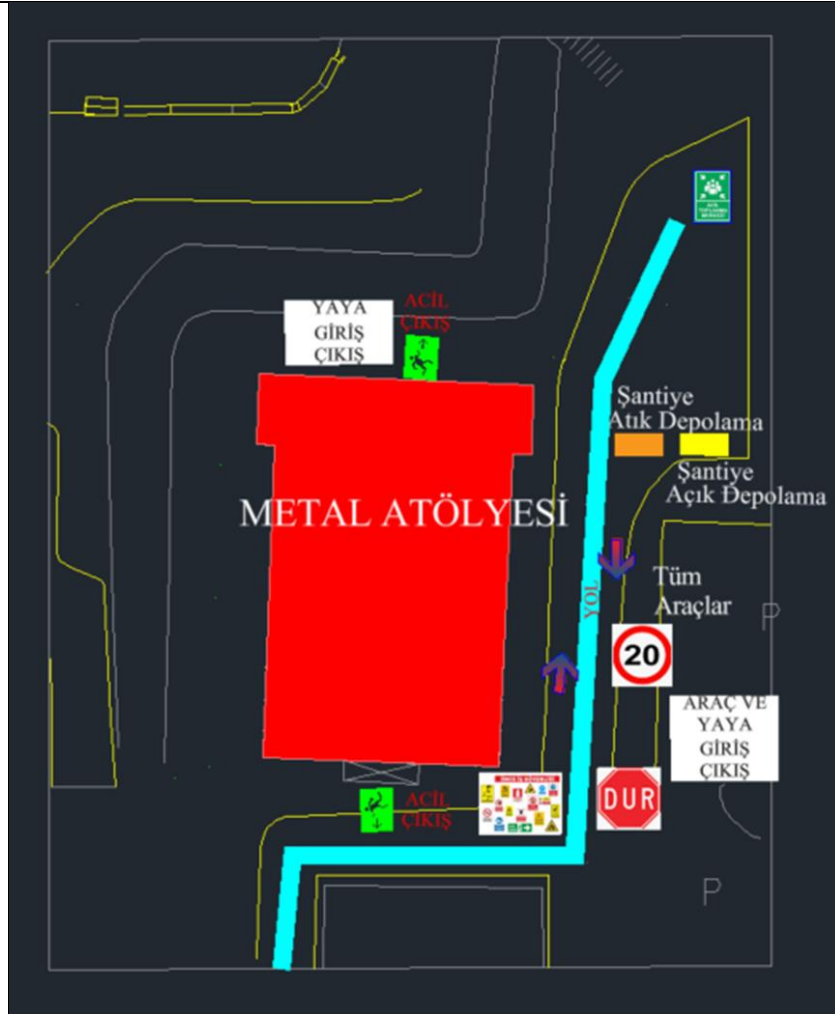 YAYA
GİRİŞ
ÇIKIŞ
ACİL
ÇIKIŞ
Şantiye
Atık Depolama
Şantiye
Açık Depolama
METAL ATÖLYESİ
YOL
Tüm
Araçlar
P
20
ARAÇ VE
YAYA
GİRİŞ
ÇIKIŞ
DUR
ACİL
ÇIKIŞ
P